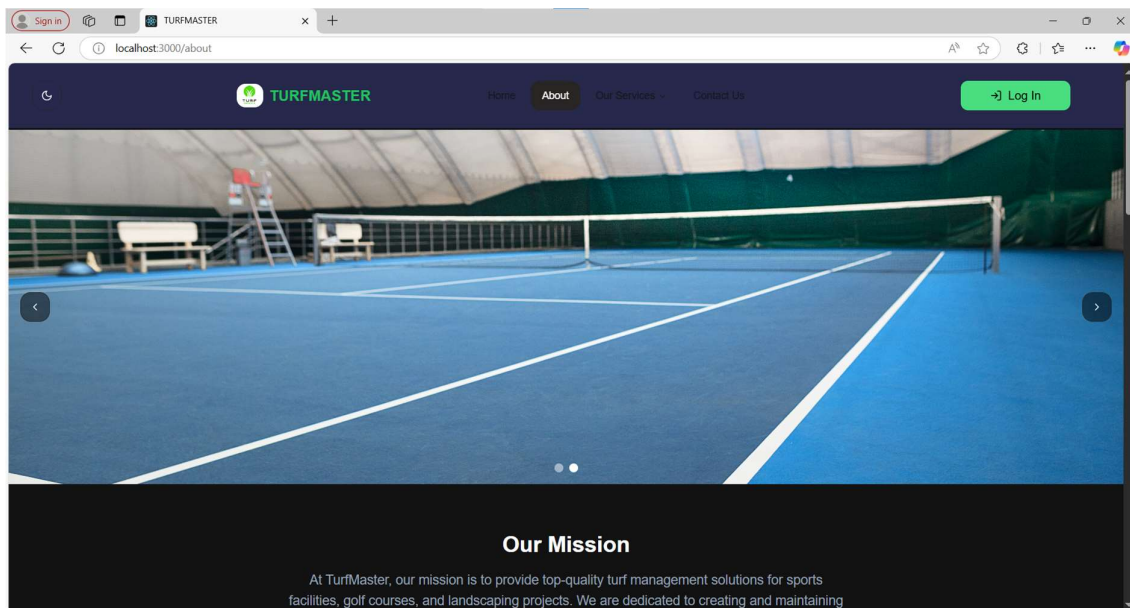 Sign in
TURFMASTER
localhost:3000/about
TURF
TURFMASTER
Home
About
Our Services
Contact Us
Log In
Our Mission
At TurfMaster, our mission is to provide top-quality turf management solutions for sports
facilities, golf courses, and landscaping projects. We are dedicated to creating and maintaining